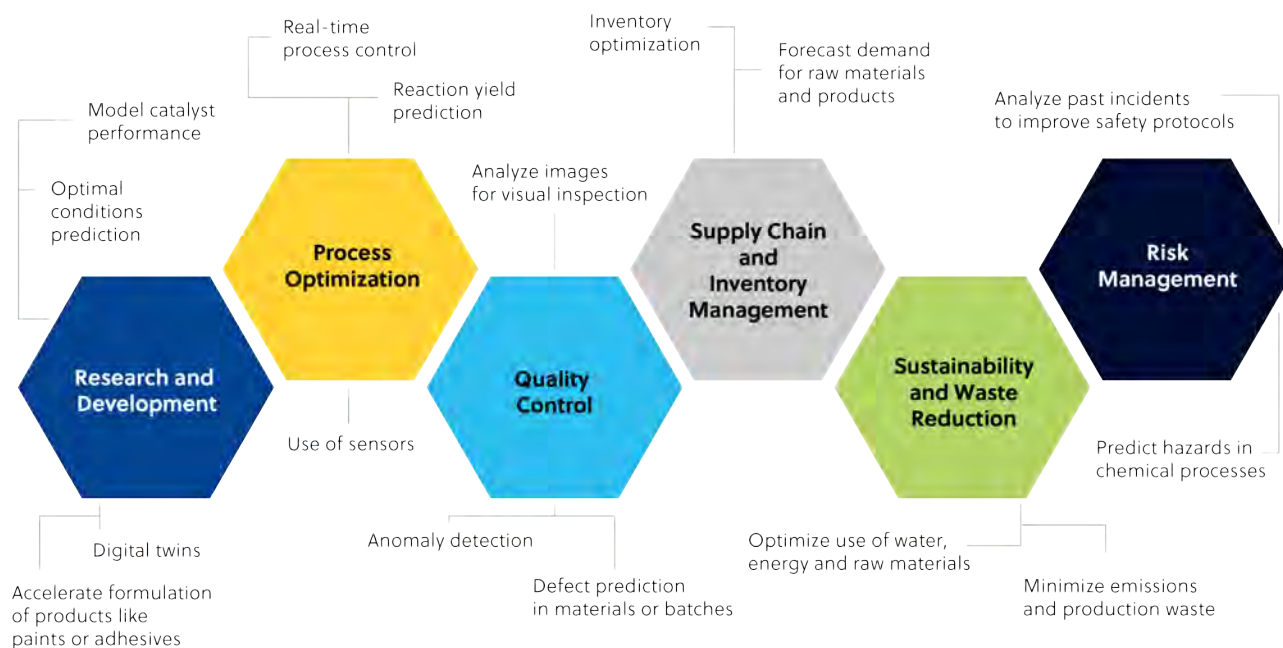 Real-time
process control
Reaction yield
prediction
Model catalyst
performance
Optimal
conditions
prediction
Research and
Development
Digital twins
Accelerate formulation
of products like
paints or adhesives
Process
Optimization
Use of sensors
Analyze images
for visual inspection
Quality
Control
Anomaly detection
Defect prediction
in materials or batches
Inventory
optimization
Forecast demand
for raw materials
and products
Supply Chain
and
Inventory
Management
Sustainability
and Waste
Reduction
Optimize use of water,
energy and raw materials
Minimize emissions
and production waste
Analyze past incidents
to improve safety protocols
Risk
Management
Predict hazards in
chemical processes